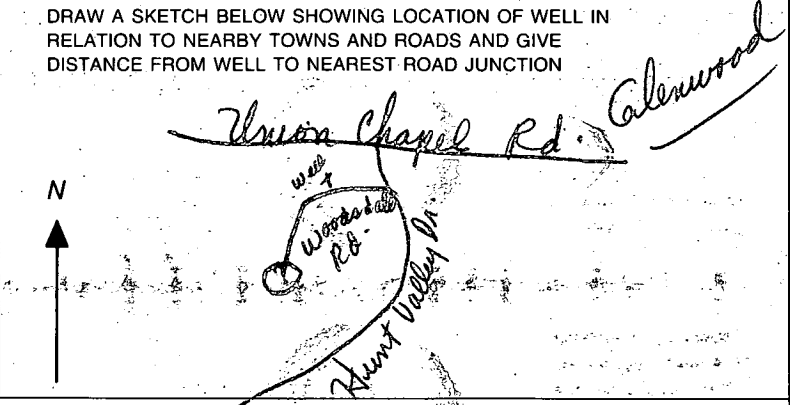 DRAW A SKETCH BELOW SHOWING LOCATION OF WELL IN
RELATION TO NEARBY TOWNS AND ROADS AND GIVE
DISTANCE FROM WELL TO NEAREST ROAD JUNCTION
Glenwood
Union Chapel Rd.
N
well
Woodsdale
Rd.
Hunt Valley Dr.